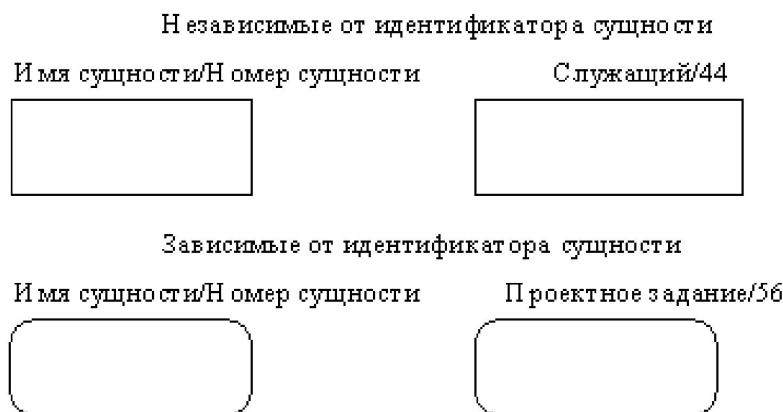 Независимые от идентификатора сущности
Имя сущности/Номер сущности Служащий/44
Зависимые от идентификатора сущности
Имя сущности/Номер сущности Проектное задание/56